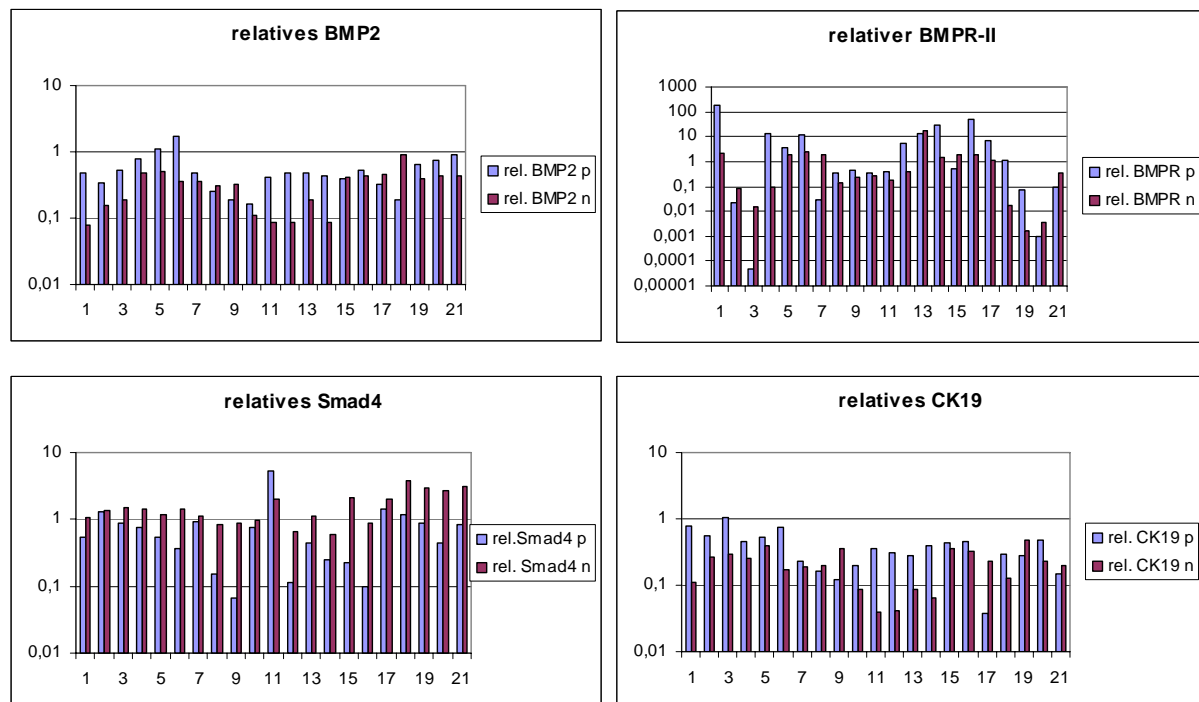 relatives BMP2
10
1
0,1
0,01
1 3 5 7 9 11 13 15 17 19 21
rel. BMP2 p
rel. BMP2 n
relativer BMPR-II
1000
100
10
1
0,1
0,01
0,001
0,0001
0,00001
1 3 5 7 9 11 13 15 17 19 21
rel. BMPR p
rel. BMPR n
relatives Smad4
10
1
0,1
0,01
1 3 5 7 9 11 13 15 17 19 21
rel.Smad4 p
rel. Smad4 n
relatives CK19
10
1
0,1
0,01
1 3 5 7 9 11 13 15 17 19 21
rel. CK19 p
rel. CK19 n